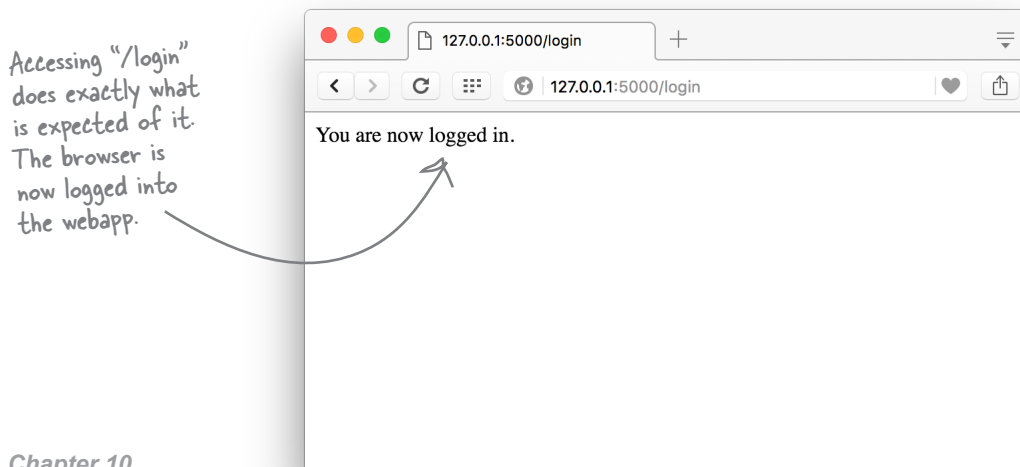 Accessing “/login”
does exactly what
is expected of it.
The browser is
now logged into
the webapp.
127.0.0.1:5000/login
127.0.0.1:5000/login
You are now logged in.
Chapter 10